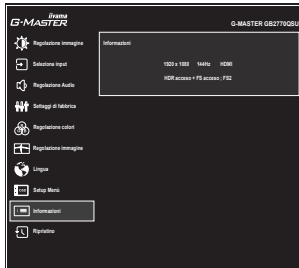 iiyama
G-MASTER
G-MASTER GB2770QSU
Regolazione immagine
Informazioni
1920 x 1080 144Hz HDMI
HDR acceso + FS acceso ; FS2
Selezione input
Regolazione Audio
Settaggi di fabbrica
Regolazione colori
Regolazione immagine
Lingua
OSD
Setup Menù
Informazioni
Ripristino